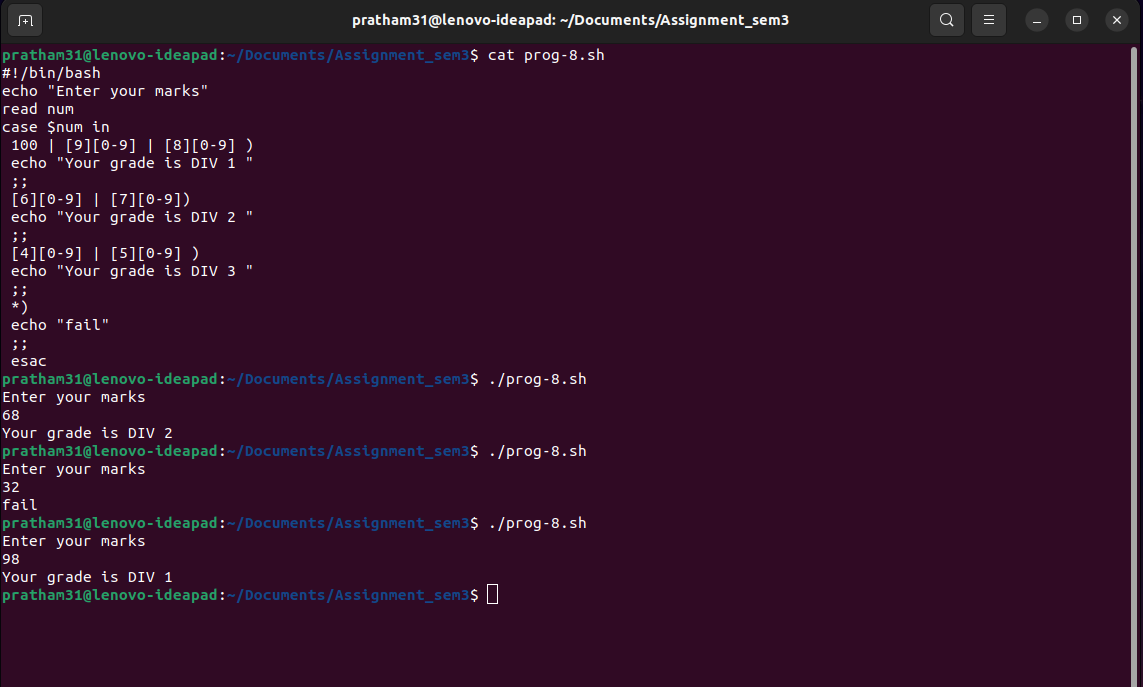 pratham31@lenovo-ideapad: ~/Documents/Assignment_sem3
pratham31@lenovo-ideapad:~/Documents/Assignment_sem3$ cat prog-8.sh
#!/bin/bash
echo "Enter your marks"
read num
case $num in
 100 | [9][0-9] | [8][0-9] )
 echo "Your grade is DIV 1 "
 ;;
 [6][0-9] | [7][0-9])
 echo "Your grade is DIV 2 "
 ;;
 [4][0-9] | [5][0-9] )
 echo "Your grade is DIV 3 "
 ;;
 *)
 echo "fail"
 ;;
 esac
pratham31@lenovo-ideapad:~/Documents/Assignment_sem3$ ./prog-8.sh
Enter your marks
68
Your grade is DIV 2
pratham31@lenovo-ideapad:~/Documents/Assignment_sem3$ ./prog-8.sh
Enter your marks
32
fail
pratham31@lenovo-ideapad:~/Documents/Assignment_sem3$ ./prog-8.sh
Enter your marks
98
Your grade is DIV 1
pratham31@lenovo-ideapad:~/Documents/Assignment_sem3$